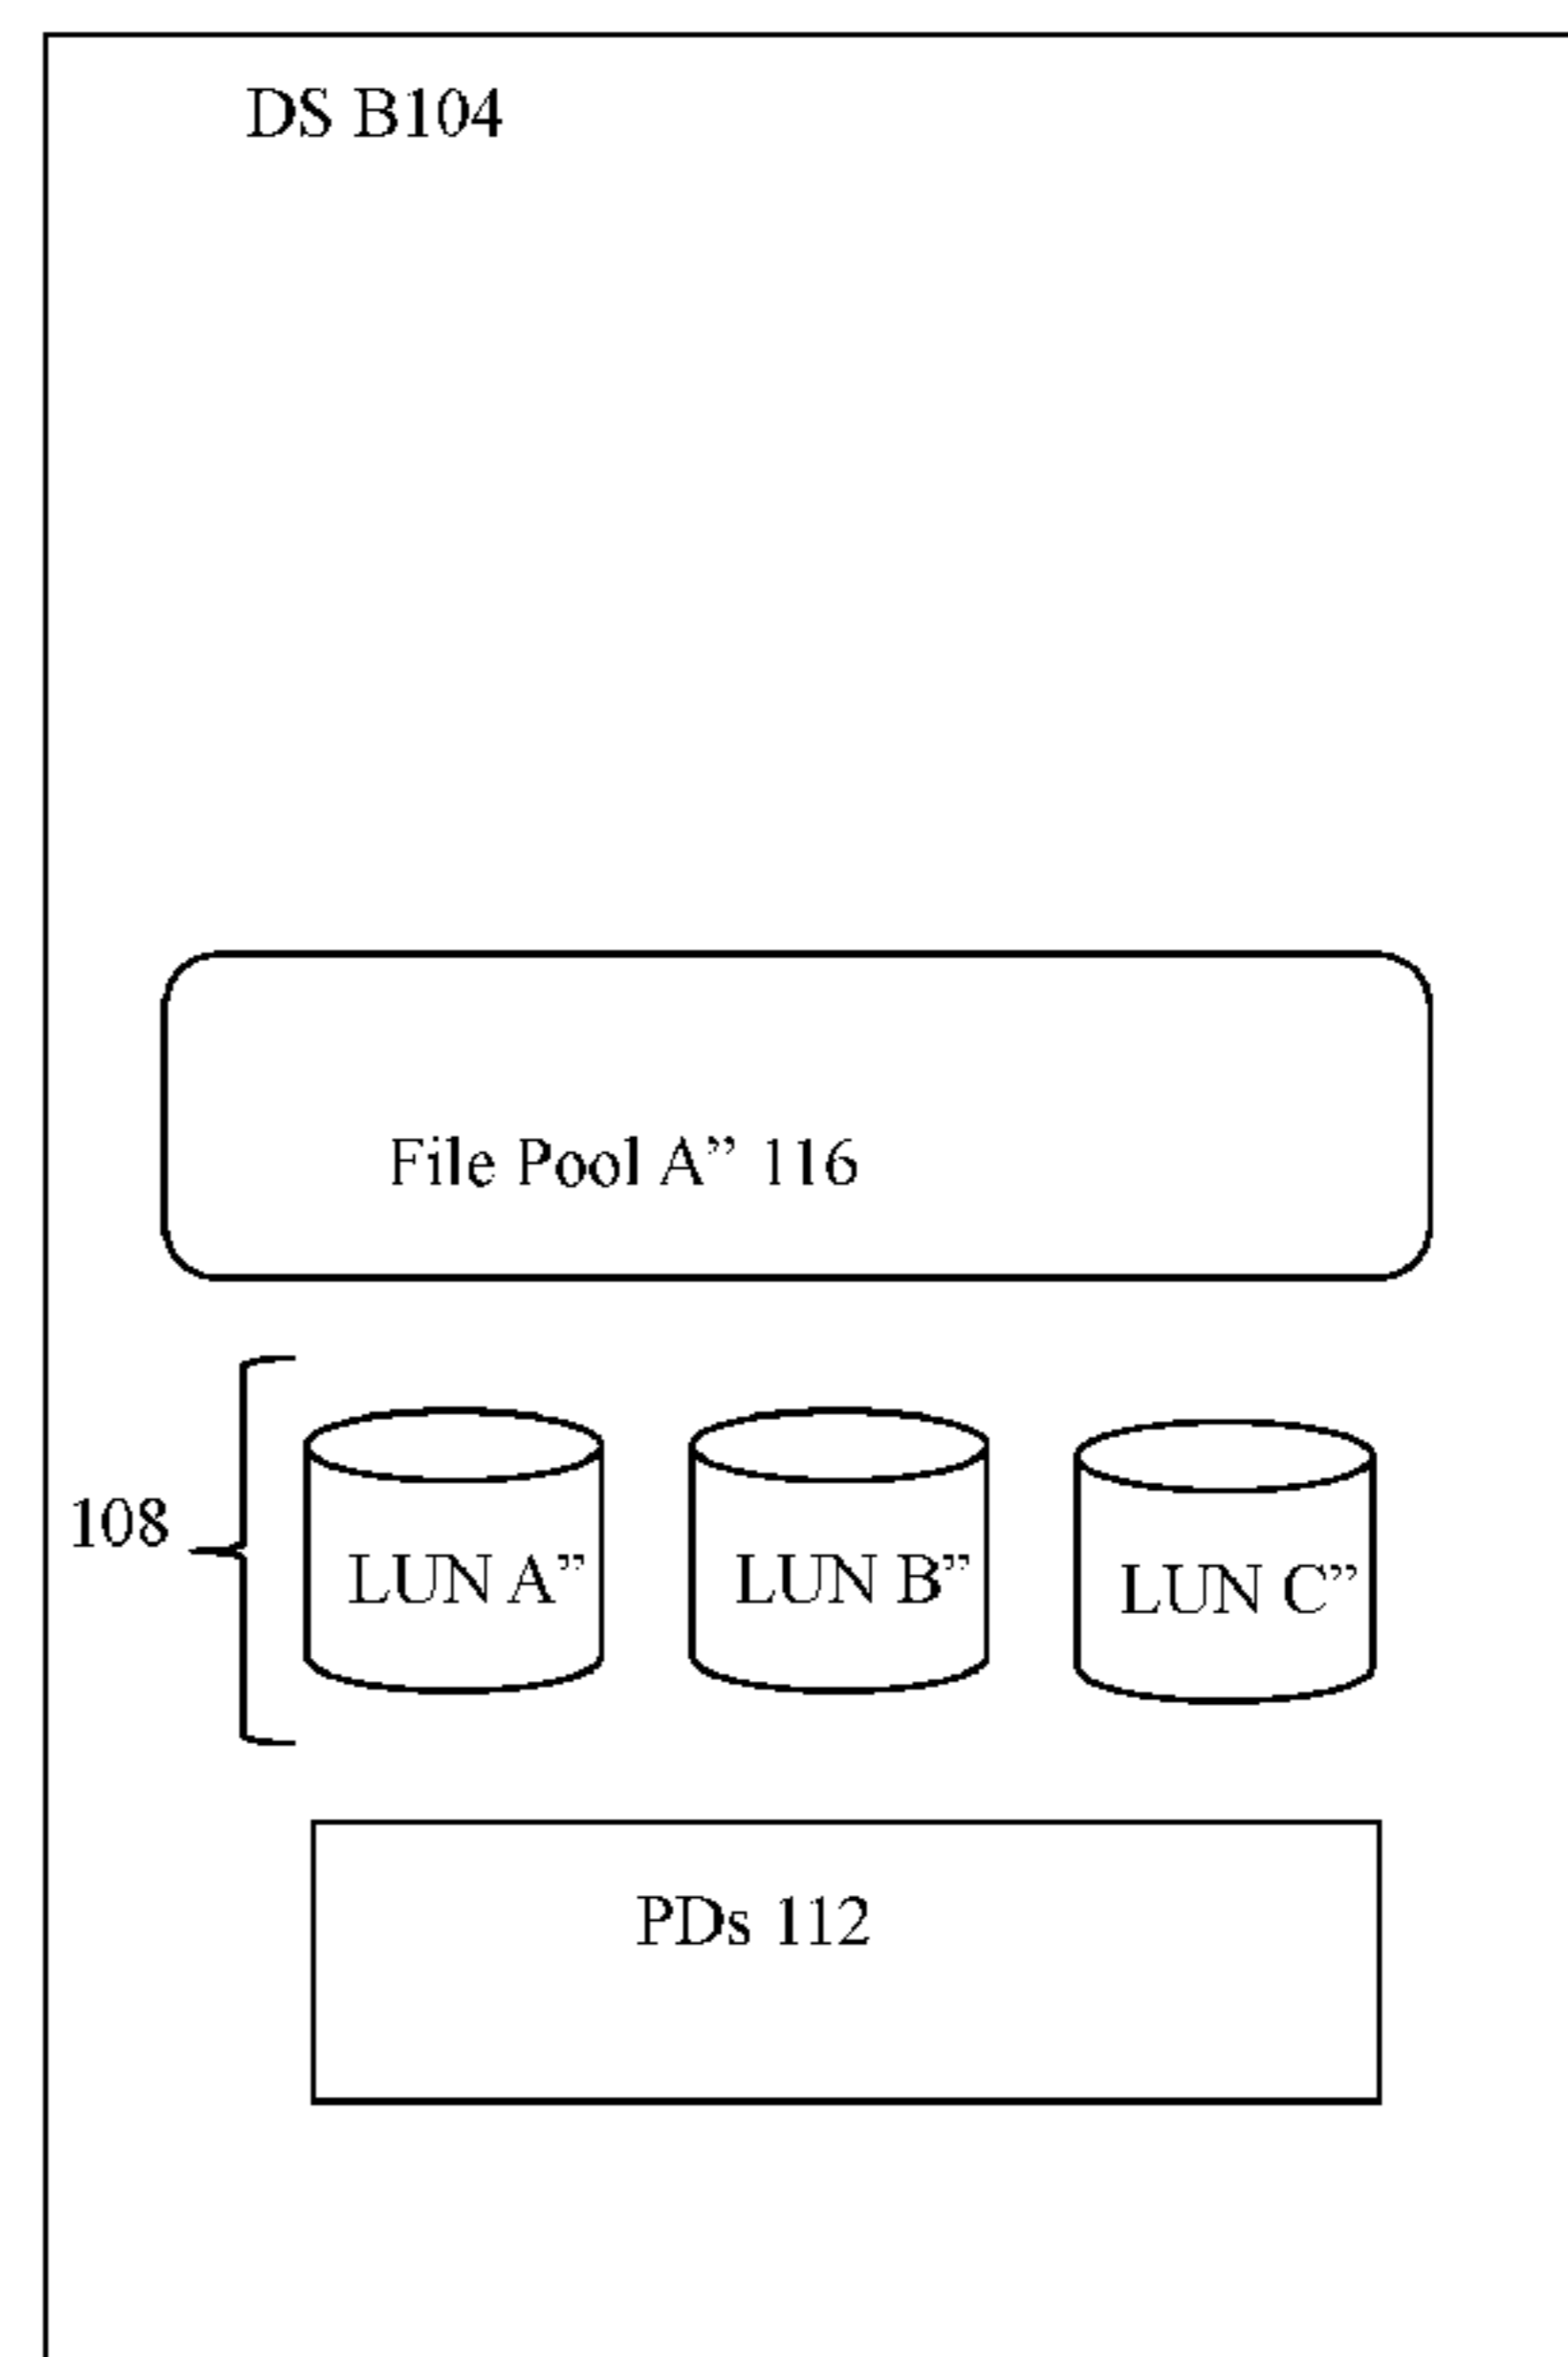 DS B104
File Pool A” 116
108
LUN A”
LUN B”
LUN C”
PDs 112